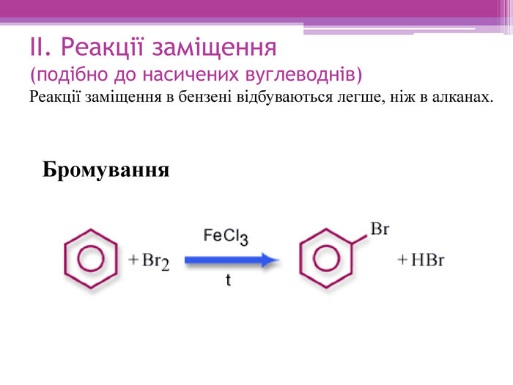 II. Реакції заміщення
(подібно до насичених вуглеводнів)
Реакції заміщення в бензені відбуваються легше, ніж в алканах.
Бромування
+ Br2 FeCl3 t Br + HBr